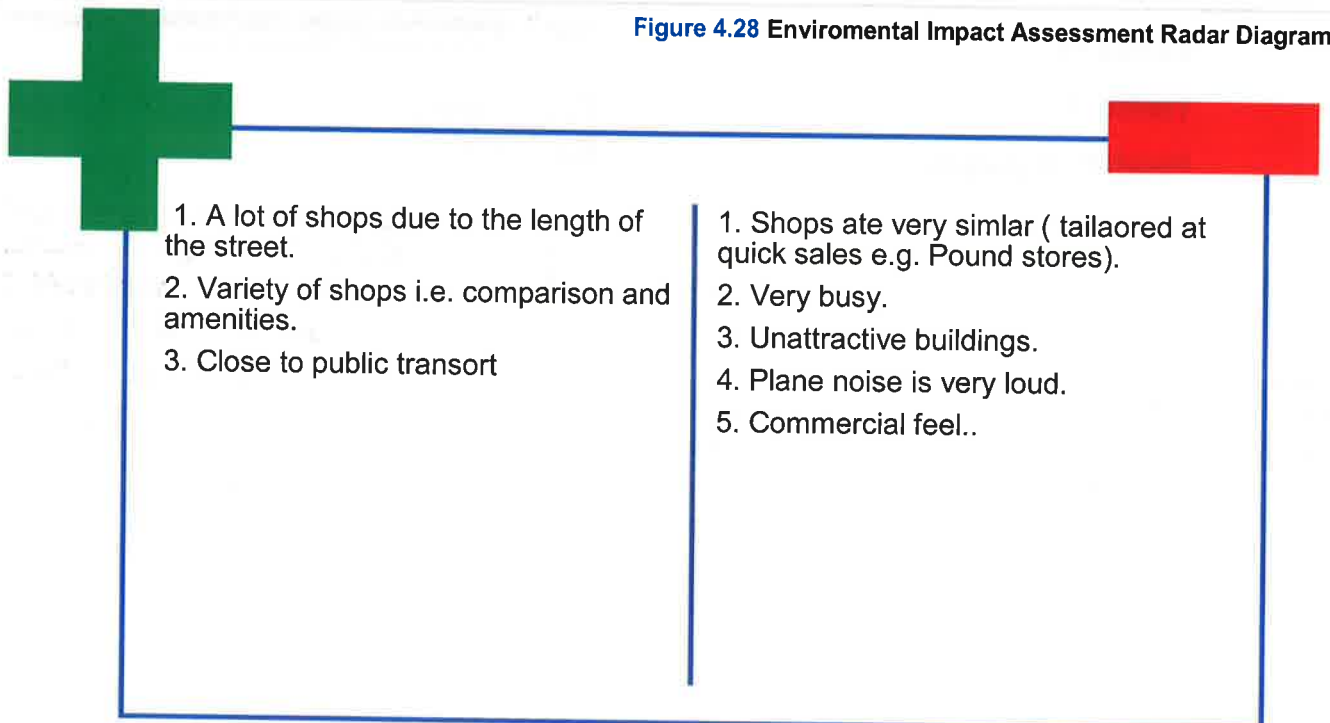 Figure 4.28 Enviromental Impact Assessment Radar Diagram
1. A lot of shops due to the length of
the street.
2. Variety of shops i.e. comparison and
amenities.
3. Close to public transort
1. Shops ate very simlar ( tailaored at
quick sales e.g. Pound stores).
2. Very busy.
3. Unattractive buildings.
4. Plane noise is very loud.
5. Commercial feel..